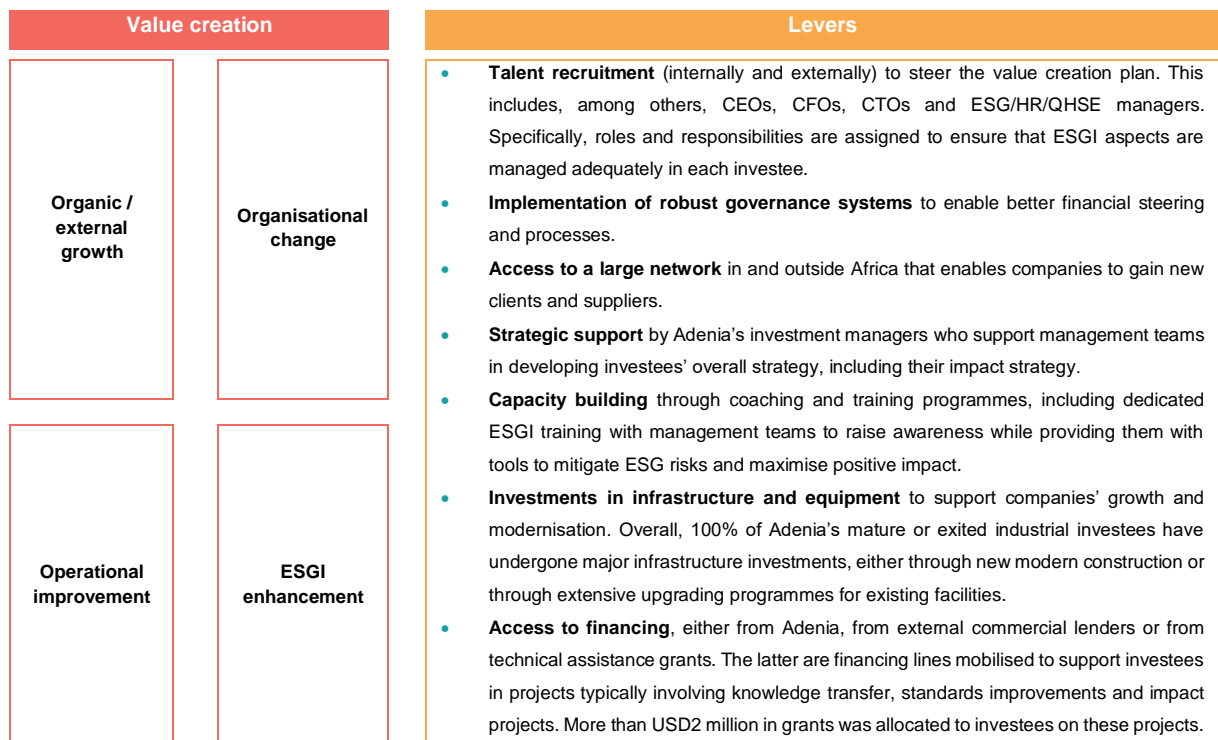 Value creation
Levers
Organic /
external
growth
Organisational
change
Operational
improvement
ESGI
enhancement
• Talent recruitment (internally and externally) to steer the value creation plan. This
includes, among others, CEOs, CFOs, CTOs and ESG/HR/QHSE managers.
Specifically, roles and responsibilities are assigned to ensure that ESGI aspects are
managed adequately in each investee.
• Implementation of robust governance systems to enable better financial steering
and processes.
• Access to a large network in and outside Africa that enables companies to gain new
clients and suppliers.
• Strategic support by Adenia’s investment managers who support management teams
in developing investees’ overall strategy, including their impact strategy.
• Capacity building through coaching and training programmes, including dedicated
ESGI training with management teams to raise awareness while providing them with
tools to mitigate ESG risks and maximise positive impact.
• Investments in infrastructure and equipment to support companies’ growth and
modernisation. Overall, 100% of Adenia’s mature or exited industrial investees have
undergone major infrastructure investments, either through new modern construction or
through extensive upgrading programmes for existing facilities.
• Access to financing, either from Adenia, from external commercial lenders or from
technical assistance grants. The latter are financing lines mobilised to support investees
in projects typically involving knowledge transfer, standards improvements and impact
projects. More than USD2 million in grants was allocated to investees on these projects.